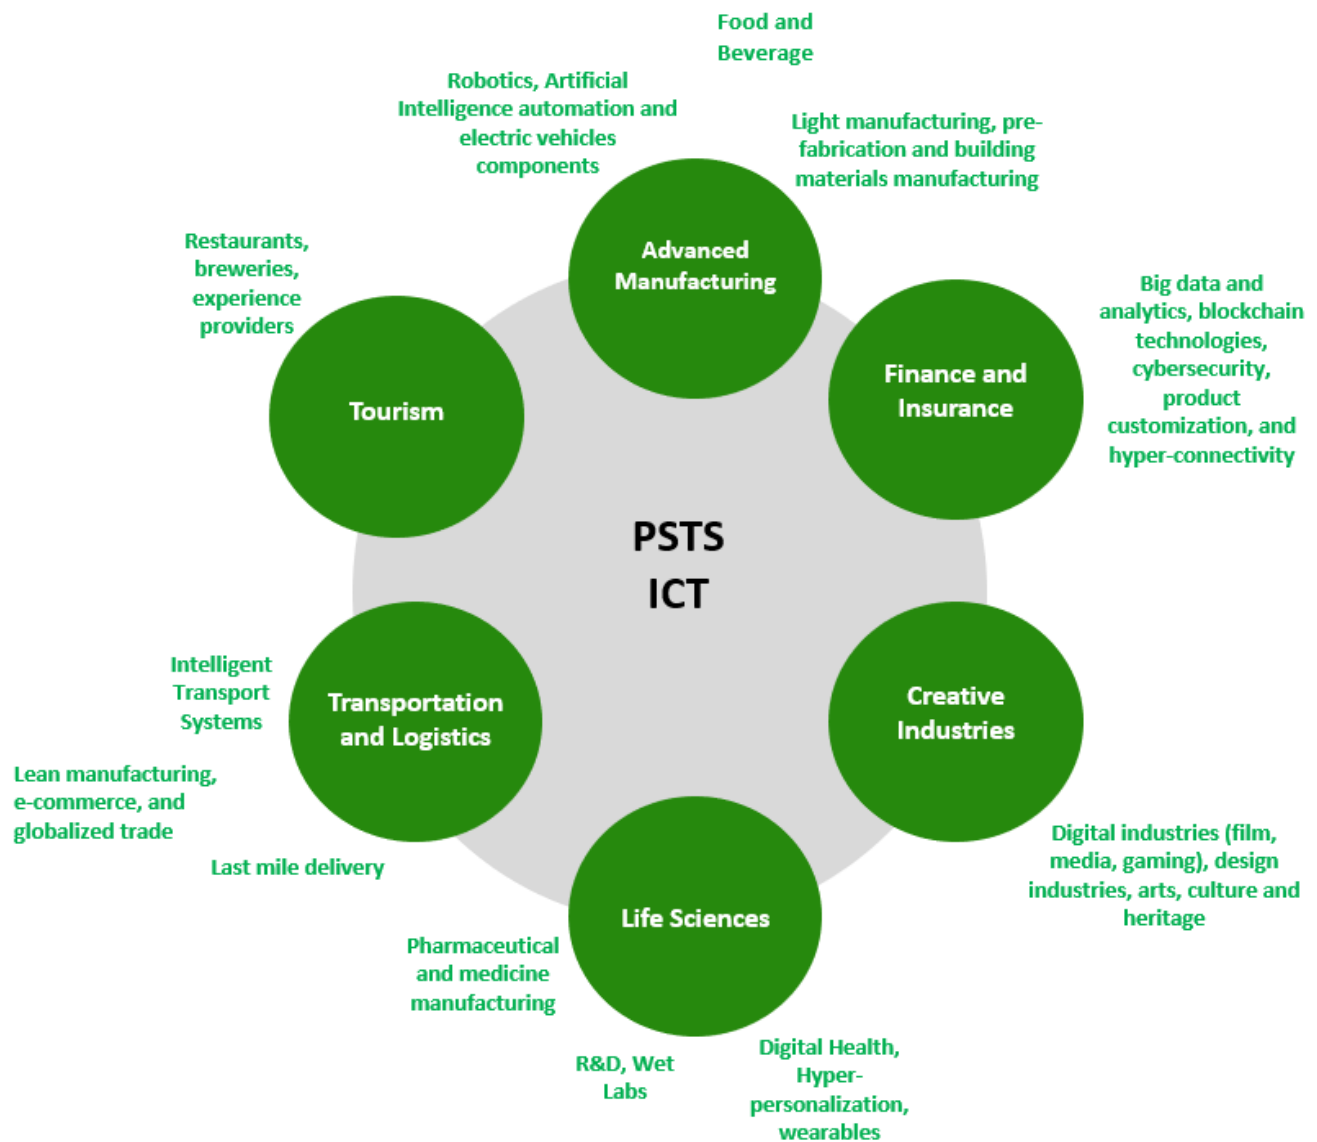 Food and
Beverage
Robotics, Artificial
Intelligence automation and
electric vehicles
components
Light manufacturing, pre-
fabrication and building
materials manufacturing
Advanced
Manufacturing
Restaurants,
breweries,
experience
providers
Tourism
Finance and
Insurance
Big data and
analytics, blockchain
technologies,
cybersecurity,
product
customization, and
hyper-connectivity
PSTS
ICT
Intelligent
Transport
Systems
Transportation
and Logistics
Lean manufacturing,
e-commerce, and
globalized trade
Last mile delivery
Creative
Industries
Digital industries (film,
media, gaming), design
industries, arts, culture and
heritage
Life Sciences
Pharmaceutical
and medicine
manufacturing
R&D, Wet
Labs
Digital Health,
Hyper-
personalization,
wearables